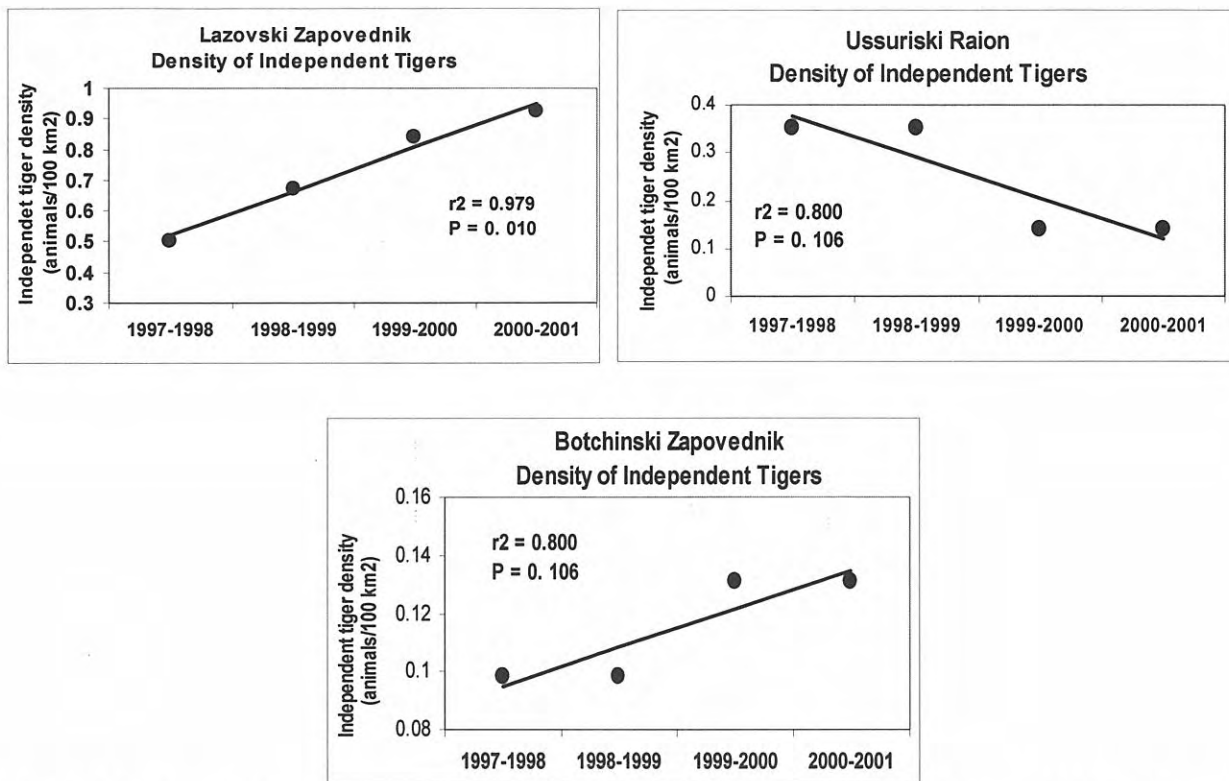 Lazovski Zapovednik
Density of Independent Tigers
Independet tiger density
(animals/100 km2)
1
0.9
0.8
0.7
0.6
0.5
0.4
0.3
r2 = 0.979
P = 0. 010
1997-1998 1998-1999 1999-2000 2000-2001
Ussuriski Raion
Density of Independent Tigers
Independet tiger density
(animals/100 km2)
0.4
0.3
0.2
0.1
0
r2 = 0.800
P = 0. 106
1997-1998 1998-1999 1999-2000 2000-2001
Botchinski Zapovednik
Density of Independent Tigers
Independent tiger density
(animals/100 km2)
0.16
0.14
0.12
0.1
0.08
r2 = 0.800
P = 0. 106
1997-1998 1998-1999 1999-2000 2000-2001